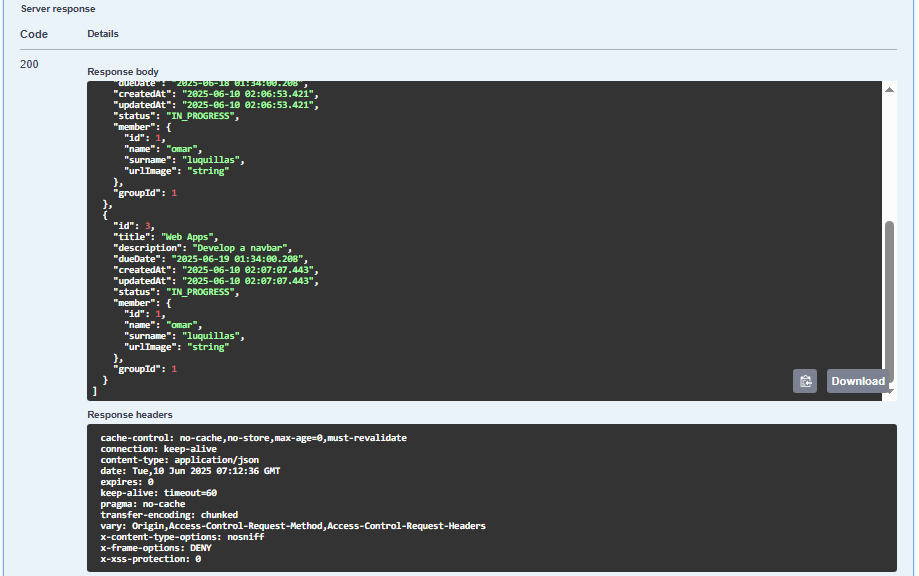 Server response
Code Details
200
Response body
"dueDate": "2025-06-18 01:34:00.208",
"createdAt": "2025-06-10 02:06:53.421",
"updatedAt": "2025-06-10 02:06:53.421",
"status": "IN_PROGRESS",
"member": {
"id": 1,
"name": "omar",
"surname": "luquillas",
"urlImage": "string"
},
"groupId": 1
},
{
"id": 3,
"title": "Web Apps",
"description": "Develop a navbar",
"dueDate": "2025-06-19 01:34:00.208",
"createdAt": "2025-06-10 02:07:07.443",
"updatedAt": "2025-06-10 02:07:07.443",
"status": "IN_PROGRESS",
"member": {
"id": 1,
"name": "omar",
"surname": "luquillas",
"urlImage": "string"
},
"groupId": 1
}
]
Download
Response headers
cache-control: no-cache,no-store,max-age=0,must-revalidate
connection: keep-alive
content-type: application/json
date: Tue,10 Jun 2025 07:12:36 GMT
expires: 0
keep-alive: timeout=60
pragma: no-cache
transfer-encoding: chunked
vary: Origin,Access-Control-Request-Method,Access-Control-Request-Headers
x-content-type-options: nosniff
x-frame-options: DENY
x-xss-protection: 0